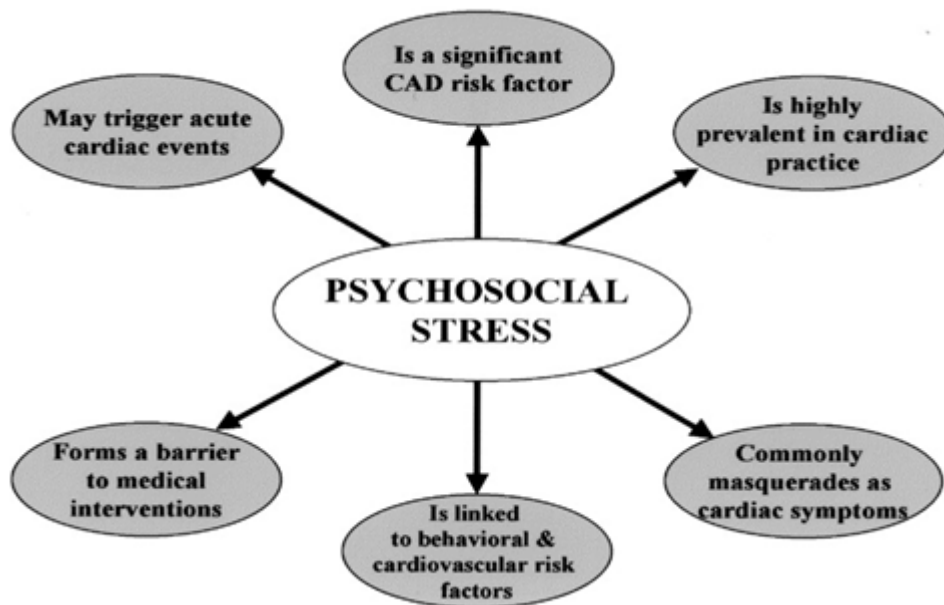 Is a significant
CAD risk factor
May trigger acute
cardiac events
Is highly
prevalent in cardiac
practice
PSYCHOSOCIAL
STRESS
Forms a barrier
to medical
interventions
Is linked
to behavioral &
cardiovascular risk
factors
Commonly
masquerades as
cardiac symptoms